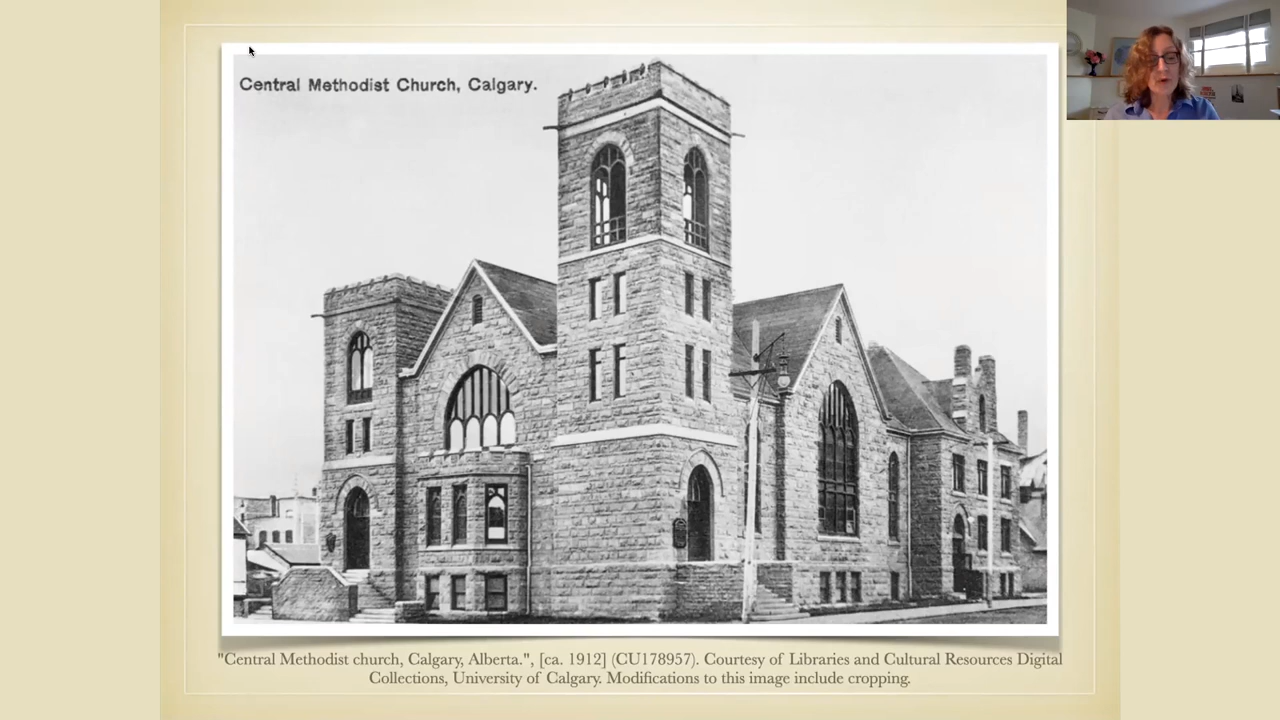 Central Methodist Church, Calgary.
"Central Methodist church, Calgary, Alberta.", [ca. 1912] (CU178957). Courtesy of Libraries and Cultural Resources Digital
Collections, University of Calgary. Modifications to this image include cropping.